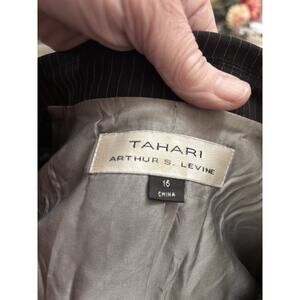 TAHARI
ARTHUR S. LEVINE
16
CHINA